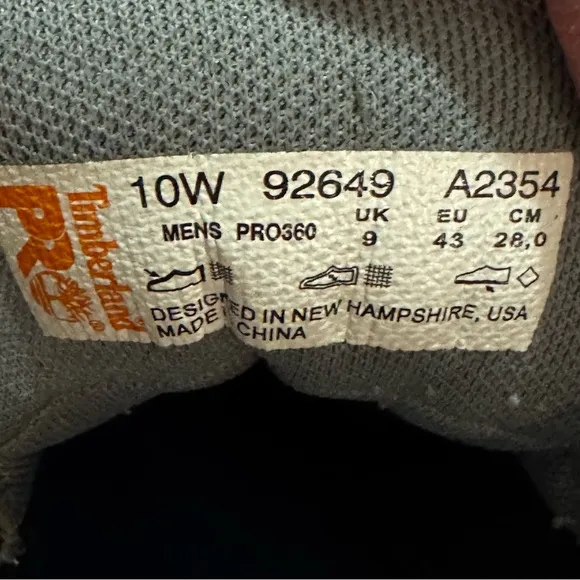 Timberland®
PRO
10W 92649 A2354
MENS PRO360
UK EU CM
9 43 28,0
DESIGNED IN NEW HAMPSHIRE, USA
MADE CHINA